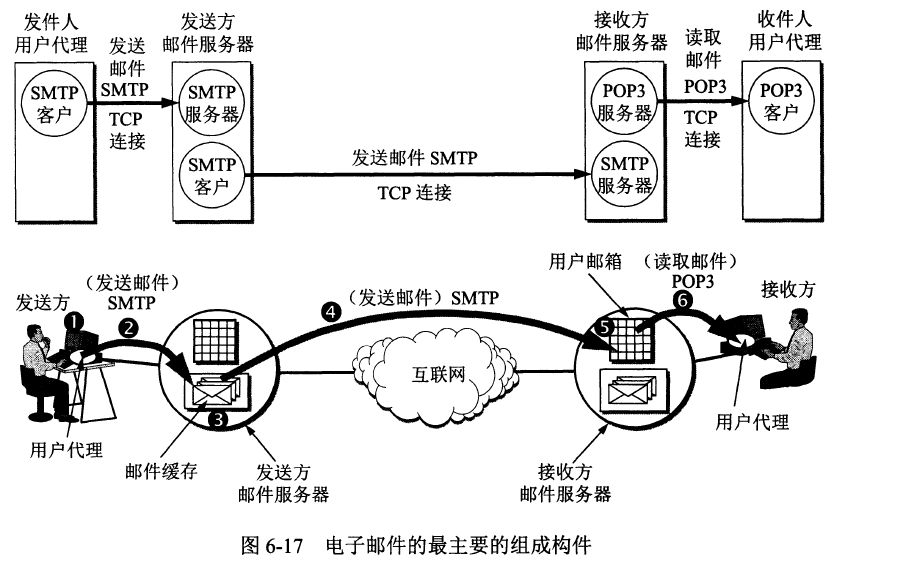 发件人
用户代理
发送
邮件
SMTP
TCP
连接
发送方
邮件服务器
SMTP
客户
SMTP
服务器
SMTP
客户
发送邮件 SMTP
TCP 连接
接收方
邮件服务器
POP3
服务器
SMTP
服务器
读取
邮件
POP3
TCP
连接
收件人
用户代理
POP3
客户
发送方
(发送邮件)
SMTP
❶
❷
❸
❹
(发送邮件) SMTP
用户邮箱
(读取邮件)
POP3
❺
❻
接收方
互联网
用户代理
邮件缓存
发送方
邮件服务器
接收方
邮件服务器
用户代理
图 6-17 电子邮件的最主要的组成构件